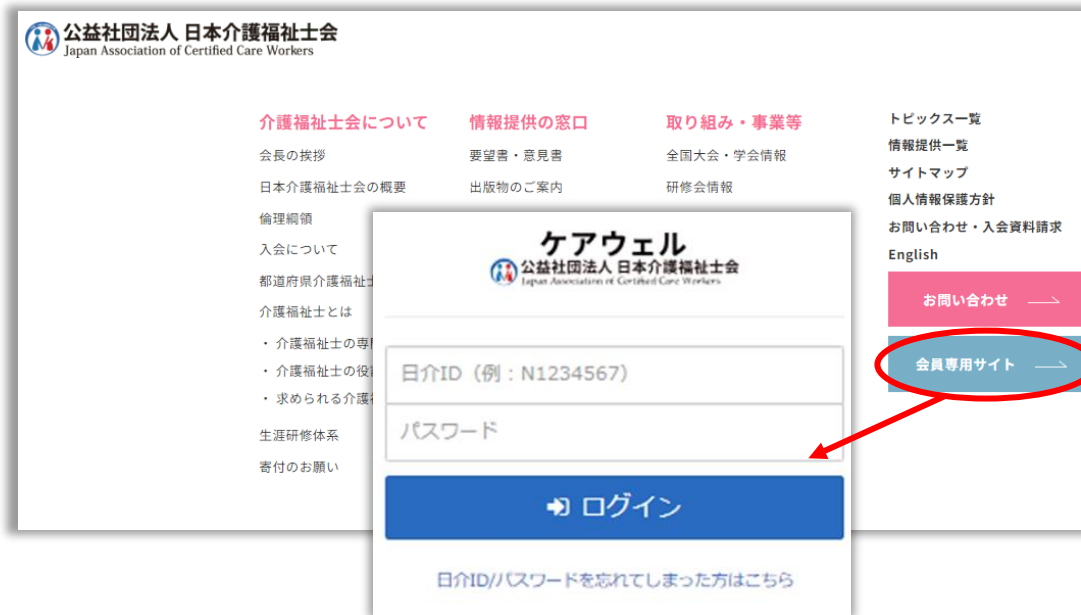 公益社団法人 日本介護福祉士会
Japan Association of Certified Care Workers
介護福祉士会について
会長の挨拶
日本介護福祉士会の概要
倫理綱領
入会について
都道府県介護福祉士
介護福祉士とは
・ 介護福祉士の専
・ 介護福祉士の役
・ 求められる介護
生涯研修体系
寄付のお願い
情報提供の窓口
要望書・意見書
出版物のご案内
取り組み・事業等
全国大会・学会情報
研修会情報
トピックス一覧
情報提供一覧
サイトマップ
個人情報保護方針
お問い合わせ・入会資料請求
English
お問い合わせ
会員専用サイト
ケアウェル
公益社団法人 日本介護福祉士会
Japan Association of Certified Care Workers
日介ID（例：N1234567）
パスワード
ログイン
日介ID/パスワードを忘れてしまった方はこちら